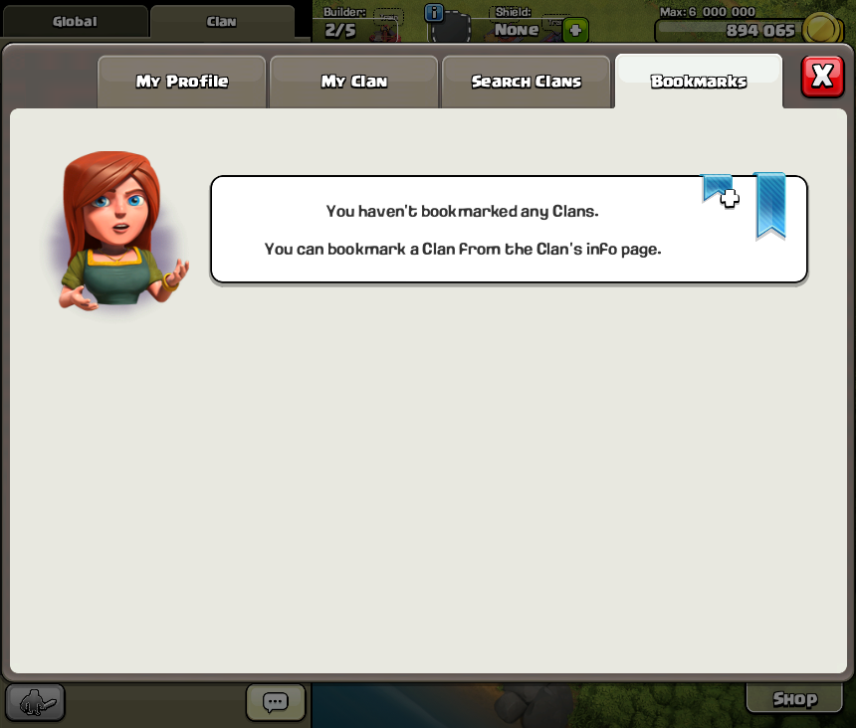 Global
Clan
Builder:
2/5
i
Shield:
None
Max: 6 000 000
894 065
My Profile
My Clan
Search Clans
Bookmarks
X
You haven't bookmarked any Clans.
You can bookmark a Clan from the Clan's info page.
Shop